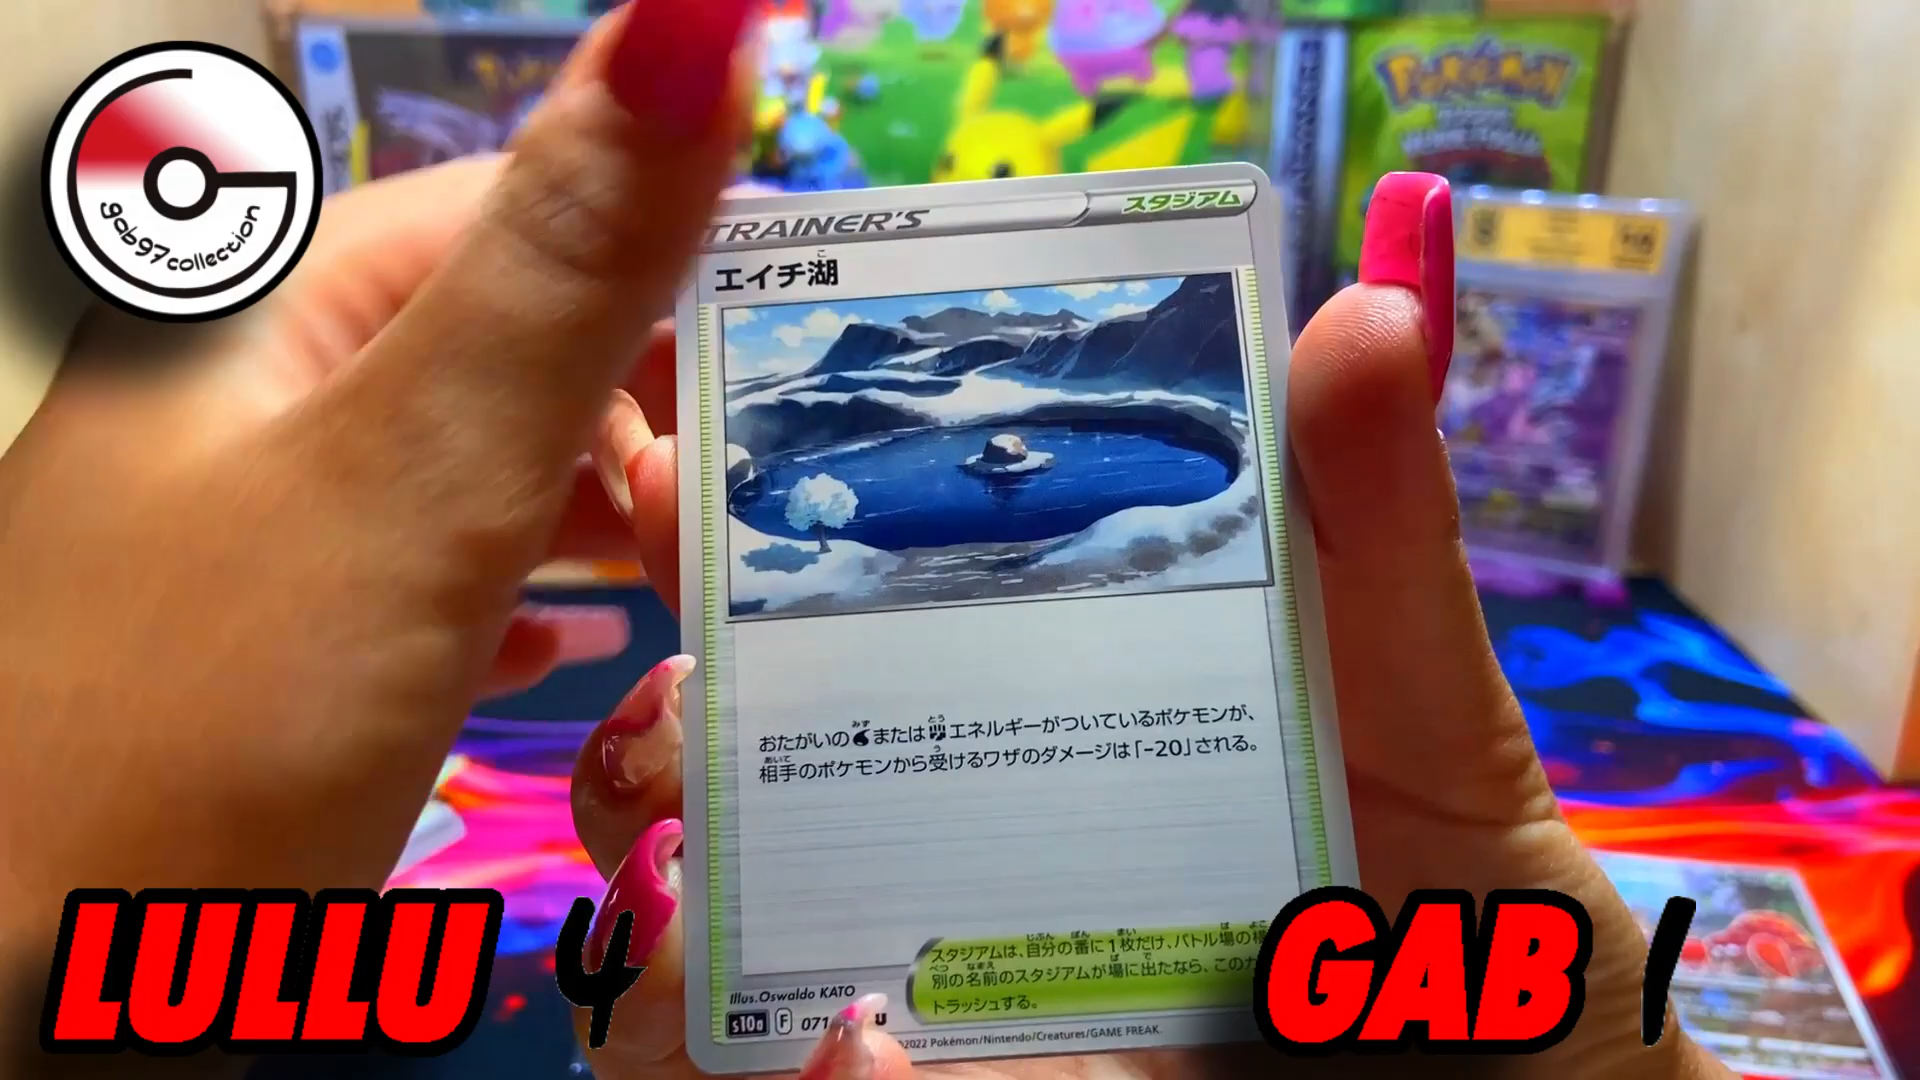 gab97collection
Pokémon
TRAINER'S
スタジアム
エイチ湖
おたがいの または エネルギーがついているポケモンが、
相手のポケモンから受けるワザのダメージは「-20」される。
スタジアムは、自分の番に1枚だけ、バトル場の横
別の名前のスタジアムが場に出たなら、このカ
トラッシュする。
Illus. Oswaldo KATO
s10a F 071 U
©2022 Pokémon/Nintendo/Creatures/GAME FREAK.
LULLU 4
GAB 1